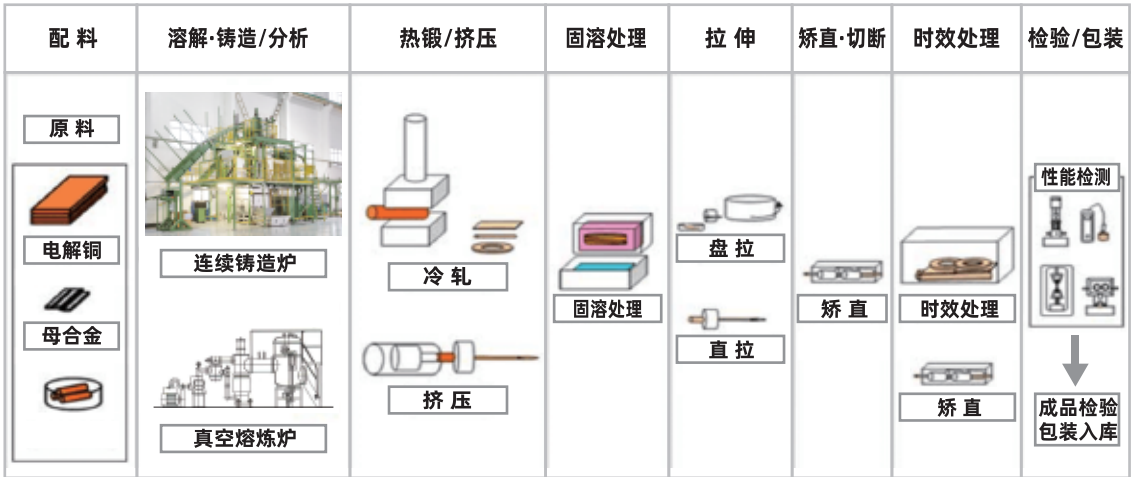 配料
溶解·铸造/分析
热锻/挤压
固溶处理
拉伸
矫直·切断
时效处理
检验/包装
原料
电解铜
母合金
连续铸造炉
真空熔炼炉
冷轧
挤压
固溶处理
盘拉
直拉
矫直
时效处理
矫直
性能检测
成品检验
包装入库